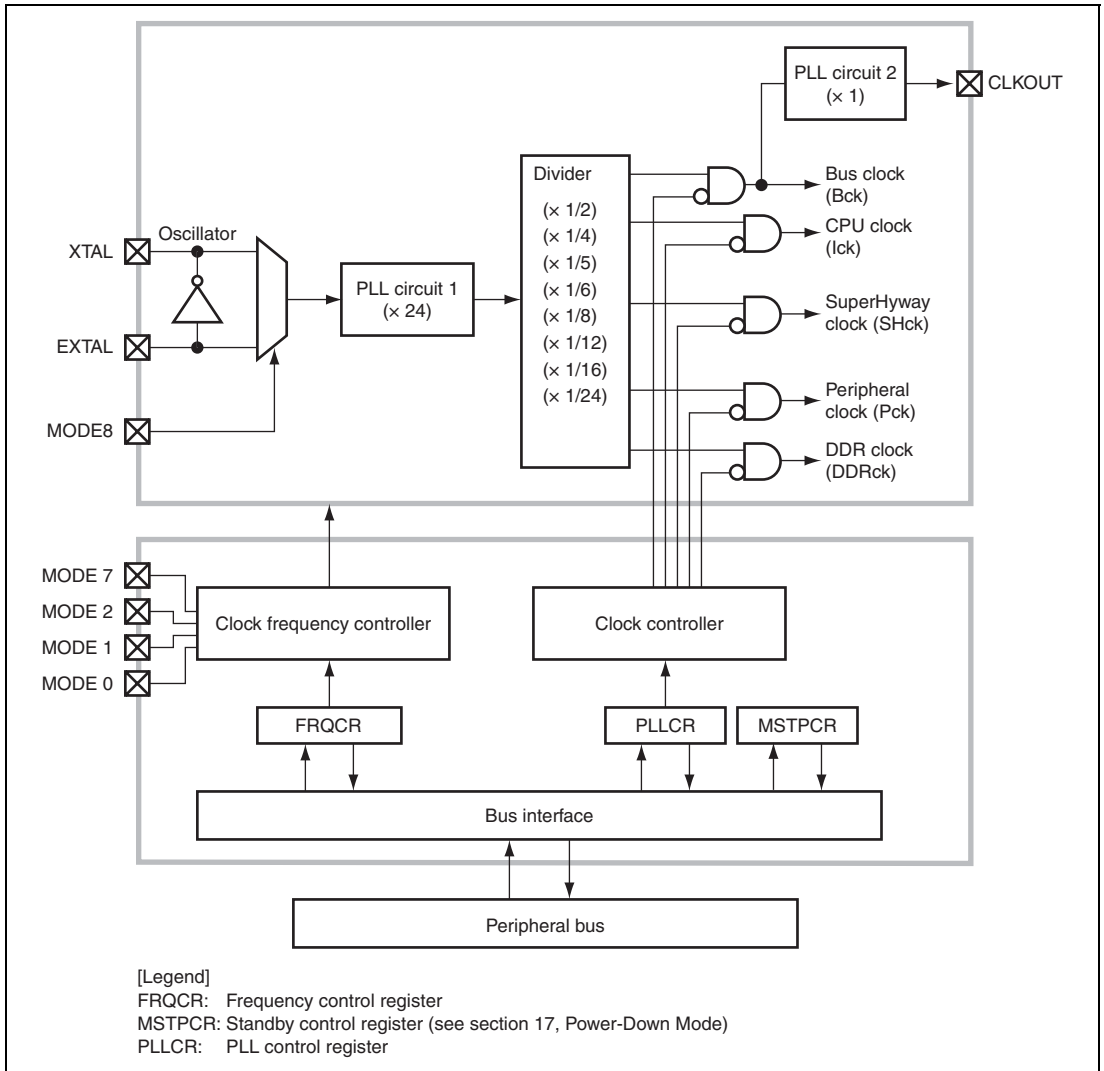 PLL circuit 2
(× 1)
CLKOUT
Divider
(× 1/2)
(× 1/4)
(× 1/5)
(× 1/6)
(× 1/8)
(× 1/12)
(× 1/16)
(× 1/24)
Bus clock
(Bck)
CPU clock
(Ick)
SuperHyway
clock (SHck)
Peripheral
clock (Pck)
DDR clock
(DDRck)
Oscillator
XTAL
EXTAL
MODE8
PLL circuit 1
(× 24)
MODE 7
MODE 2
MODE 1
MODE 0
Clock frequency controller
Clock controller
FRQCR
PLLCR
MSTPCR
Bus interface
Peripheral bus
[Legend]
FRQCR: Frequency control register
MSTPCR: Standby control register (see section 17, Power-Down Mode)
PLLCR: PLL control register